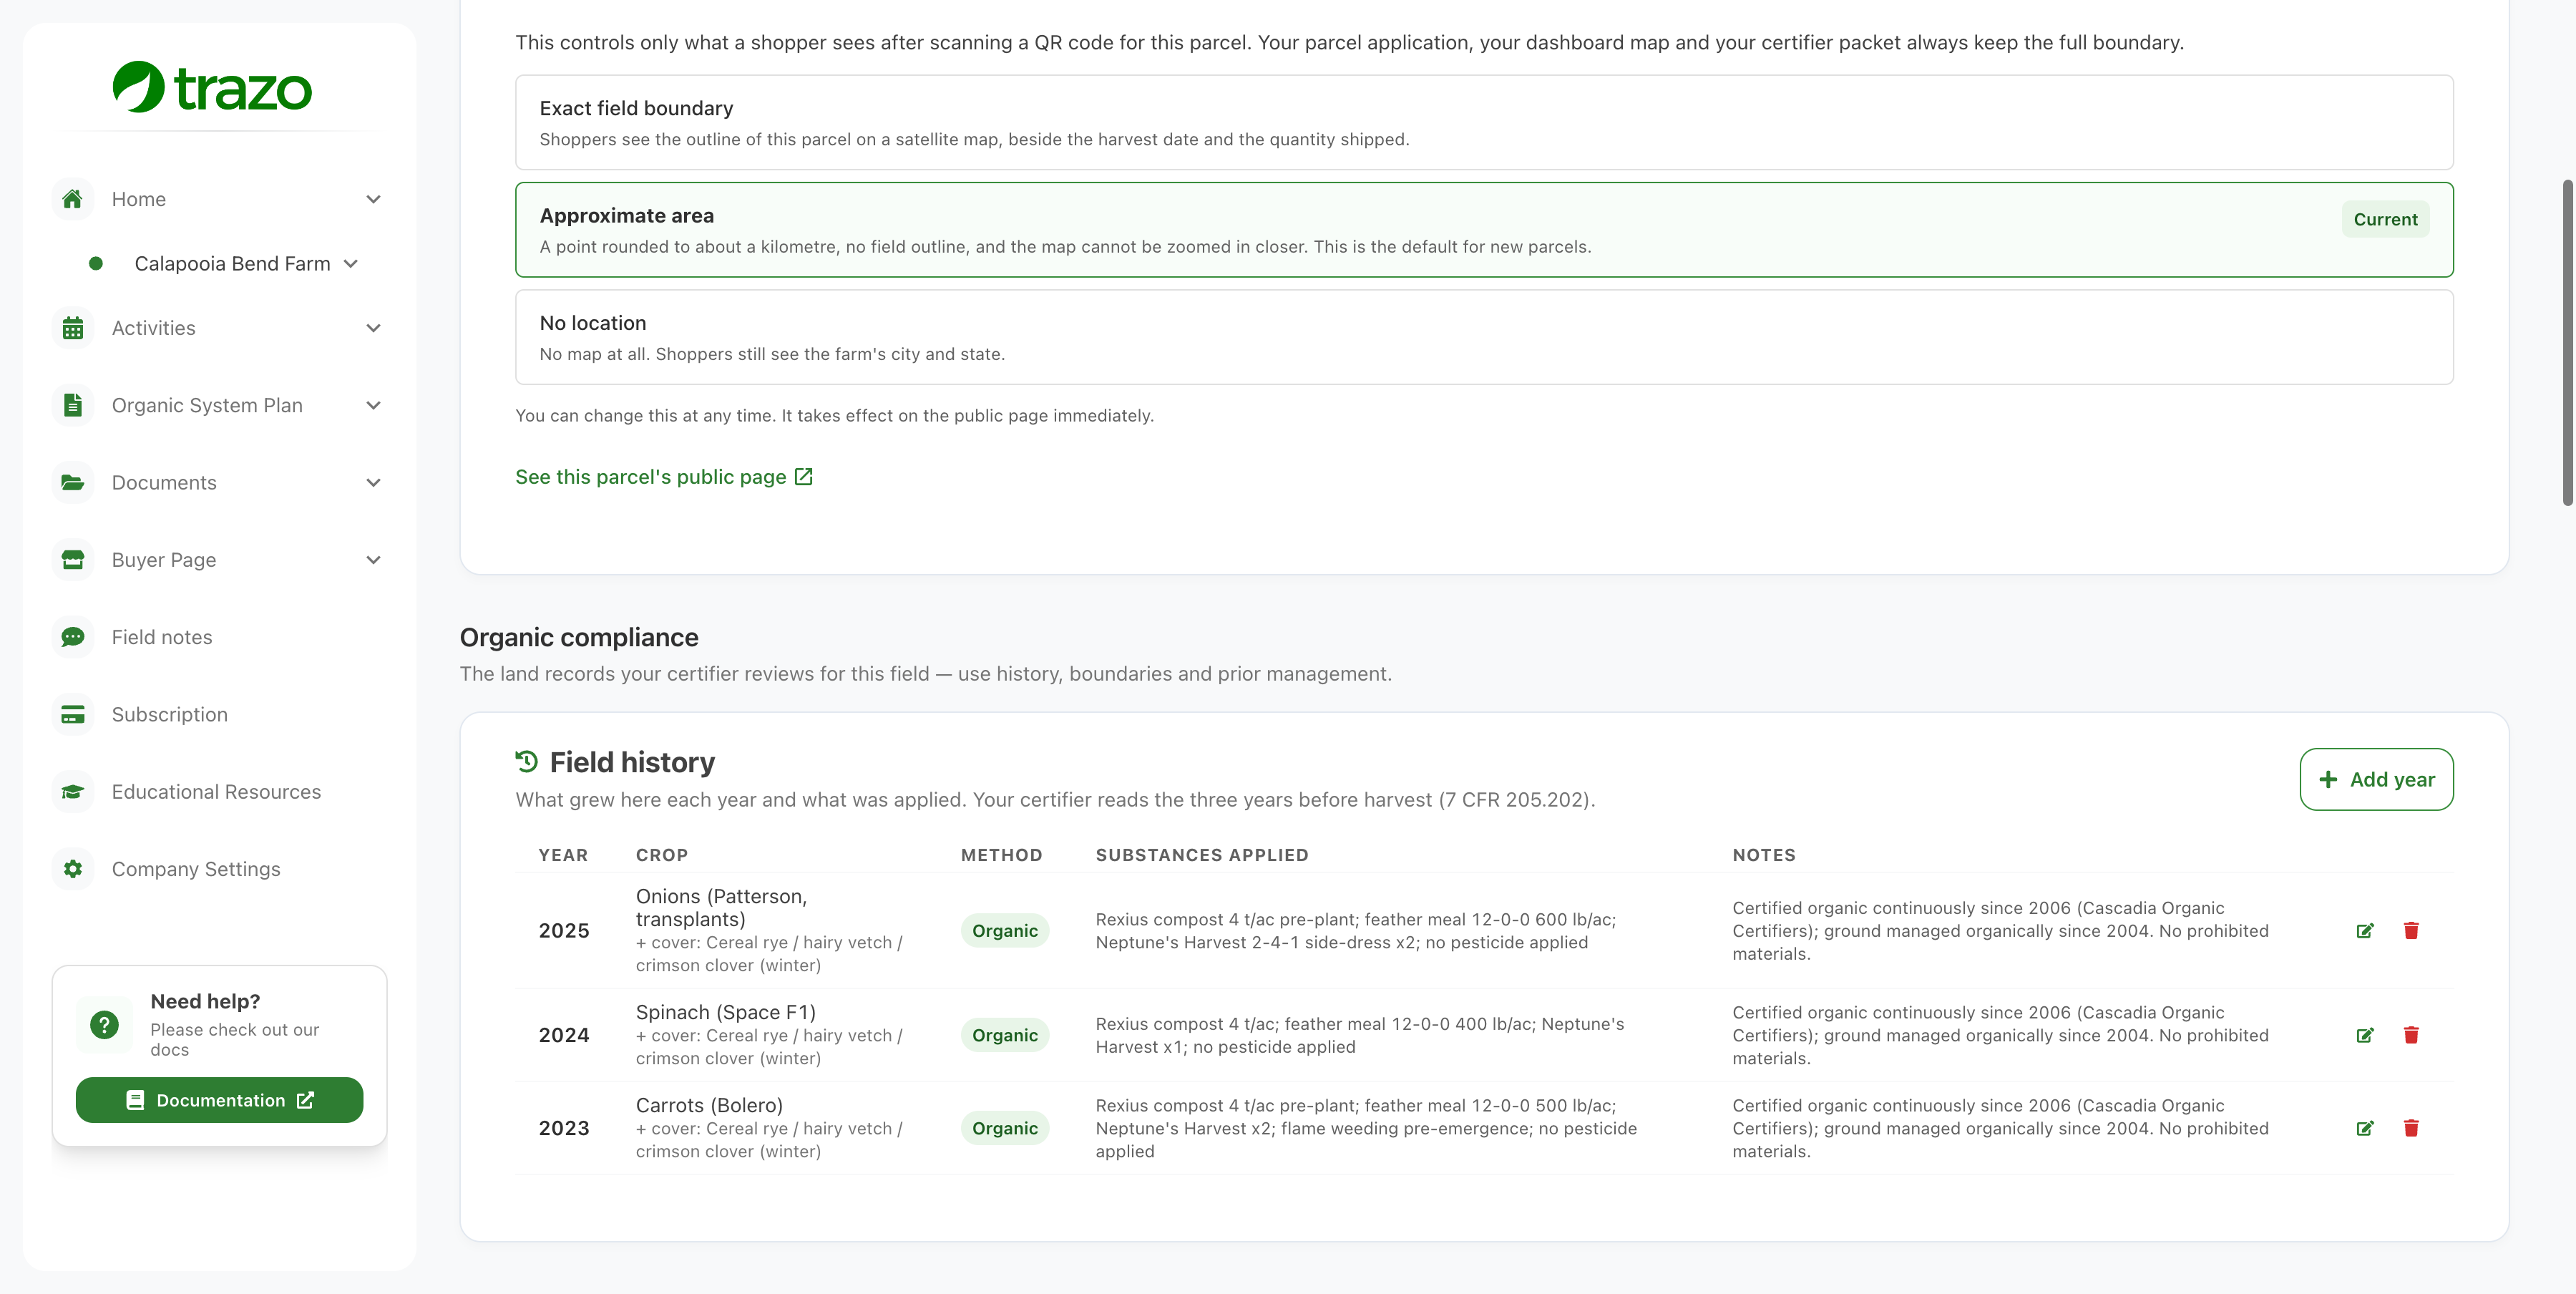 trazo
Home
Calapooia Bend Farm
Activities
Organic System Plan
Documents
Buyer Page
Field notes
Subscription
Educational Resources
Company Settings
Need help?
Please check out our
docs
Documentation
This controls only what a shopper sees after scanning a QR code for this parcel. Your parcel application, your dashboard map and your certifier packet always keep the full boundary.
Exact field boundary
Shoppers see the outline of this parcel on a satellite map, beside the harvest date and the quantity shipped.
Approximate area
Current
A point rounded to about a kilometre, no field outline, and the map cannot be zoomed in closer. This is the default for new parcels.
No location
No map at all. Shoppers still see the farm's city and state.
You can change this at any time. It takes effect on the public page immediately.
See this parcel's public page
Organic compliance
The land records your certifier reviews for this field — use history, boundaries and prior management.
Field history
Add year
What grew here each year and what was applied. Your certifier reads the three years before harvest (7 CFR 205.202).
YEAR CROP METHOD SUBSTANCES APPLIED NOTES
2025
Onions (Patterson,
transplants)
+ cover: Cereal rye / hairy vetch /
crimson clover (winter)
Organic
Rexius compost 4 t/ac pre-plant; feather meal 12-0-0 600 lb/ac;
Neptune's Harvest 2-4-1 side-dress x2; no pesticide applied
Certified organic continuously since 2006 (Cascadia Organic
Certifiers); ground managed organically since 2004. No prohibited
materials.
2024
Spinach (Space F1)
+ cover: Cereal rye / hairy vetch /
crimson clover (winter)
Organic
Rexius compost 4 t/ac; feather meal 12-0-0 400 lb/ac; Neptune's
Harvest x1; no pesticide applied
Certified organic continuously since 2006 (Cascadia Organic
Certifiers); ground managed organically since 2004. No prohibited
materials.
2023
Carrots (Bolero)
+ cover: Cereal rye / hairy vetch /
crimson clover (winter)
Organic
Rexius compost 4 t/ac pre-plant; feather meal 12-0-0 500 lb/ac;
Neptune's Harvest x2; flame weeding pre-emergence; no pesticide
applied
Certified organic continuously since 2006 (Cascadia Organic
Certifiers); ground managed organically since 2004. No prohibited
materials.